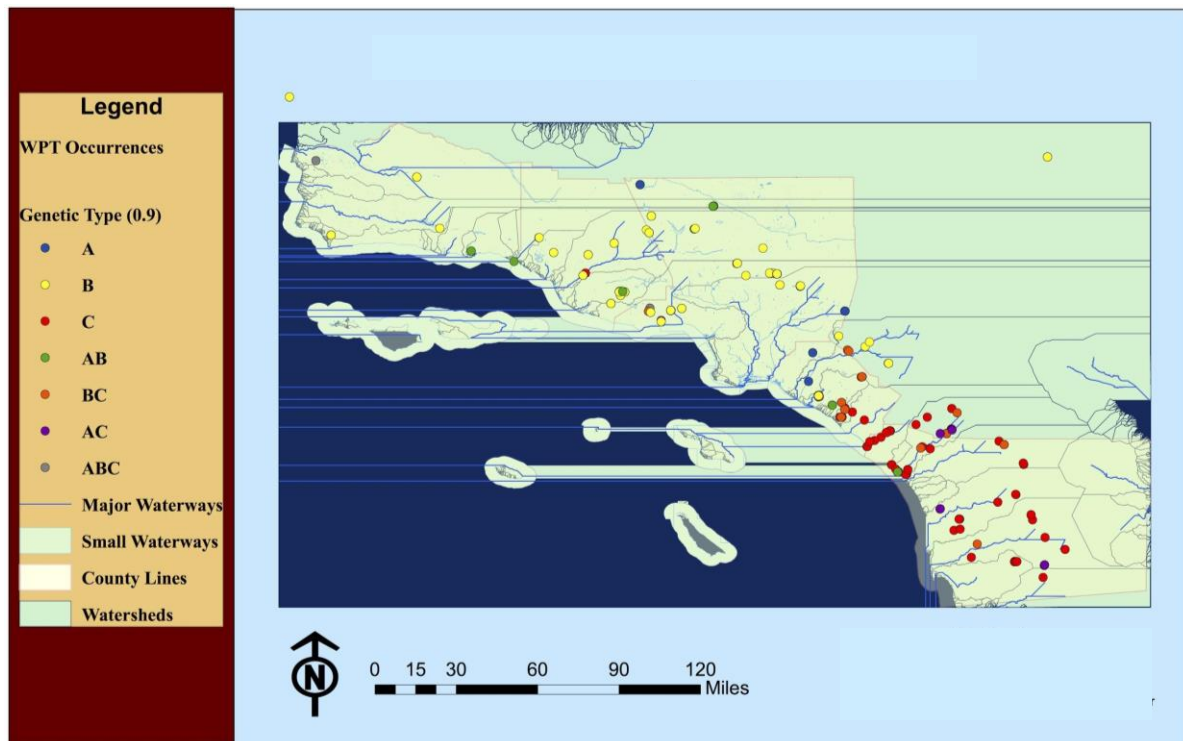 Legend
WPT Occurrences
Genetic Type (0.9)
A
B
C
AB
BC
AC
ABC
Major Waterways
Small Waterways
County Lines
Watersheds
N
0 15 30 60 90 120
Miles